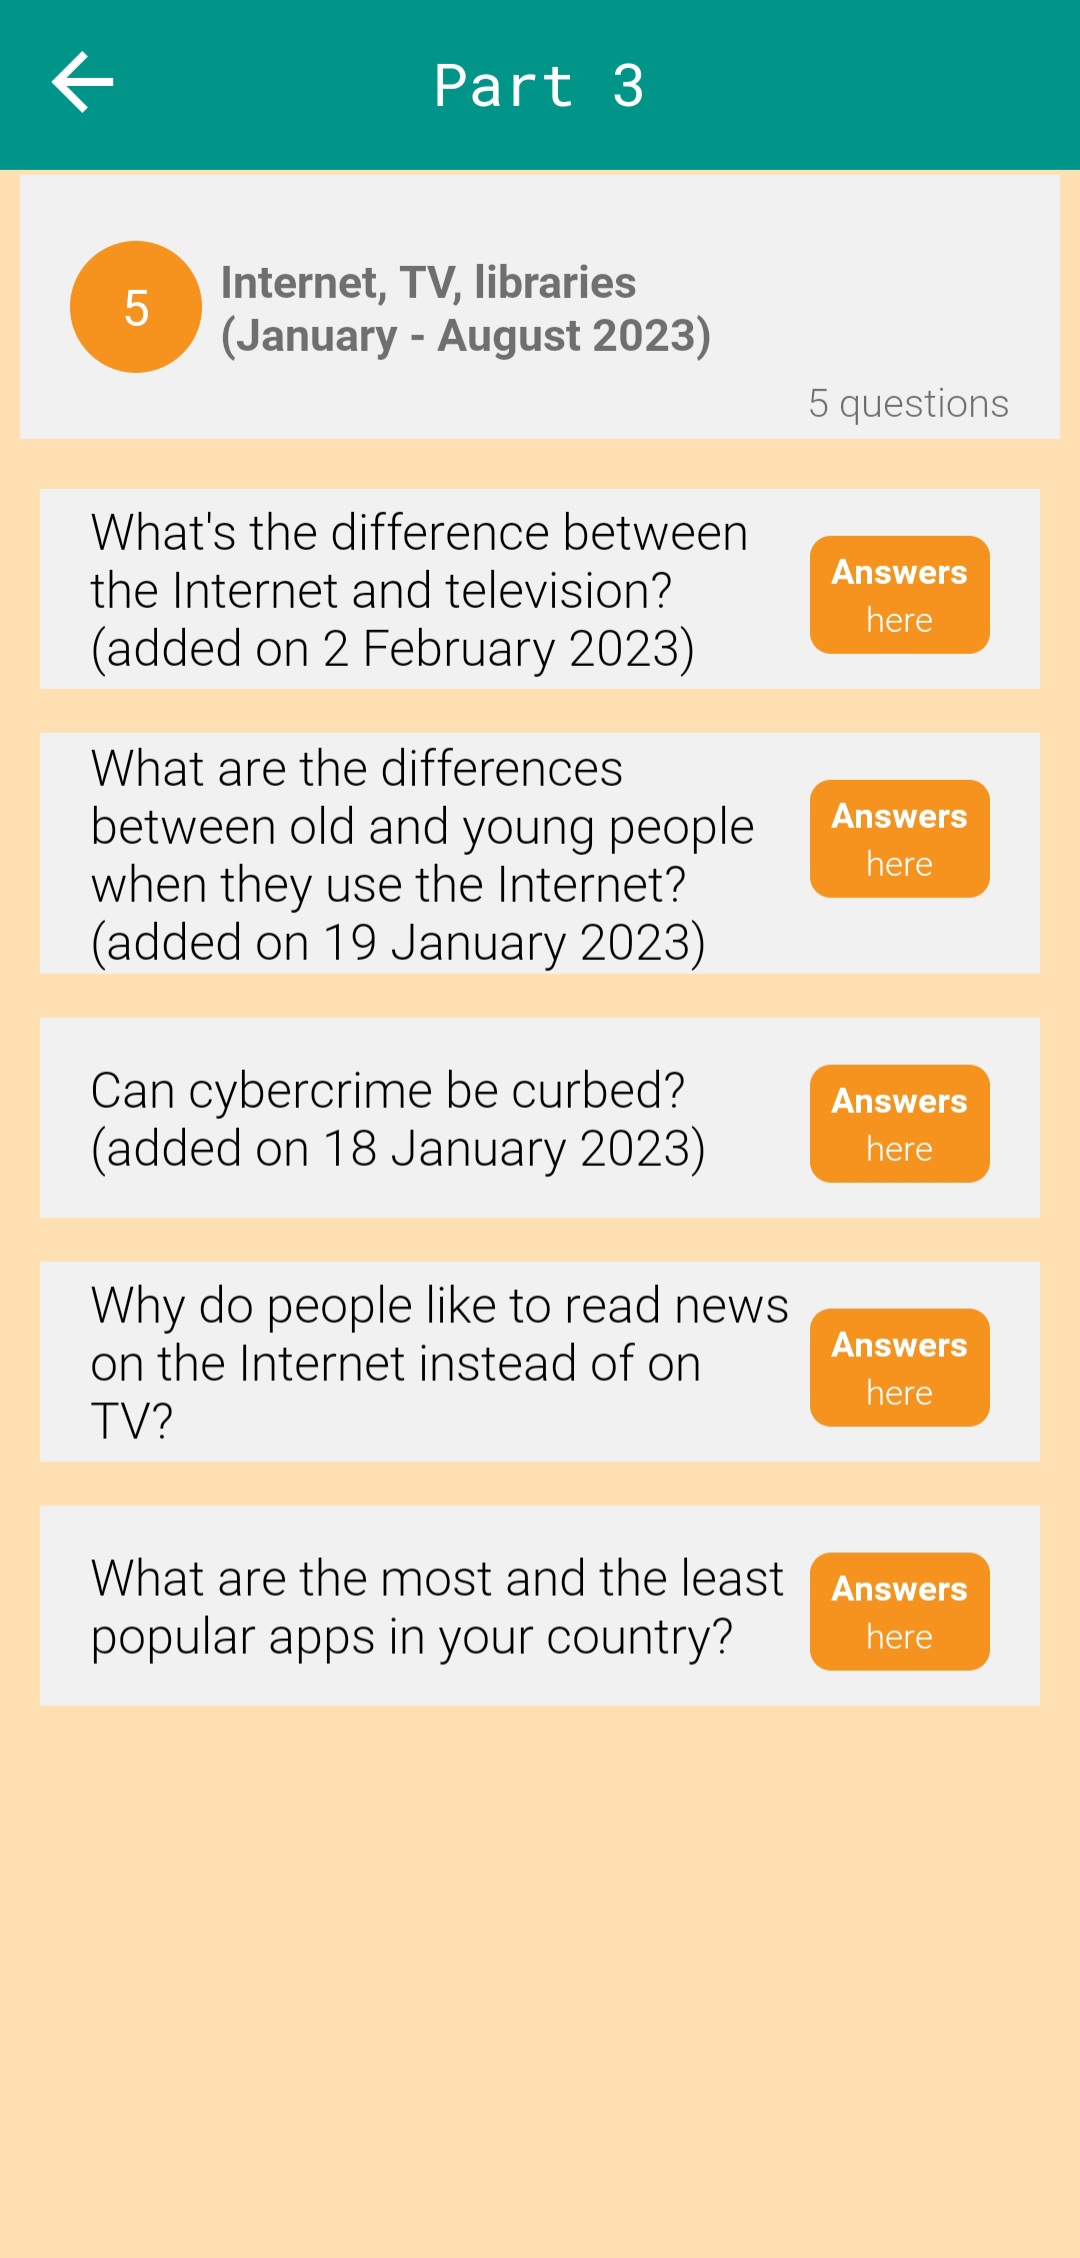 Part 3
5
Internet, TV, libraries
(January - August 2023)
5 questions
What's the difference between
the Internet and television?
(added on 2 February 2023)
Answers
here
What are the differences
between old and young people
when they use the Internet?
(added on 19 January 2023)
Answers
here
Can cybercrime be curbed?
(added on 18 January 2023)
Answers
here
Why do people like to read news
on the Internet instead of on
TV?
Answers
here
What are the most and the least
popular apps in your country?
Answers
here